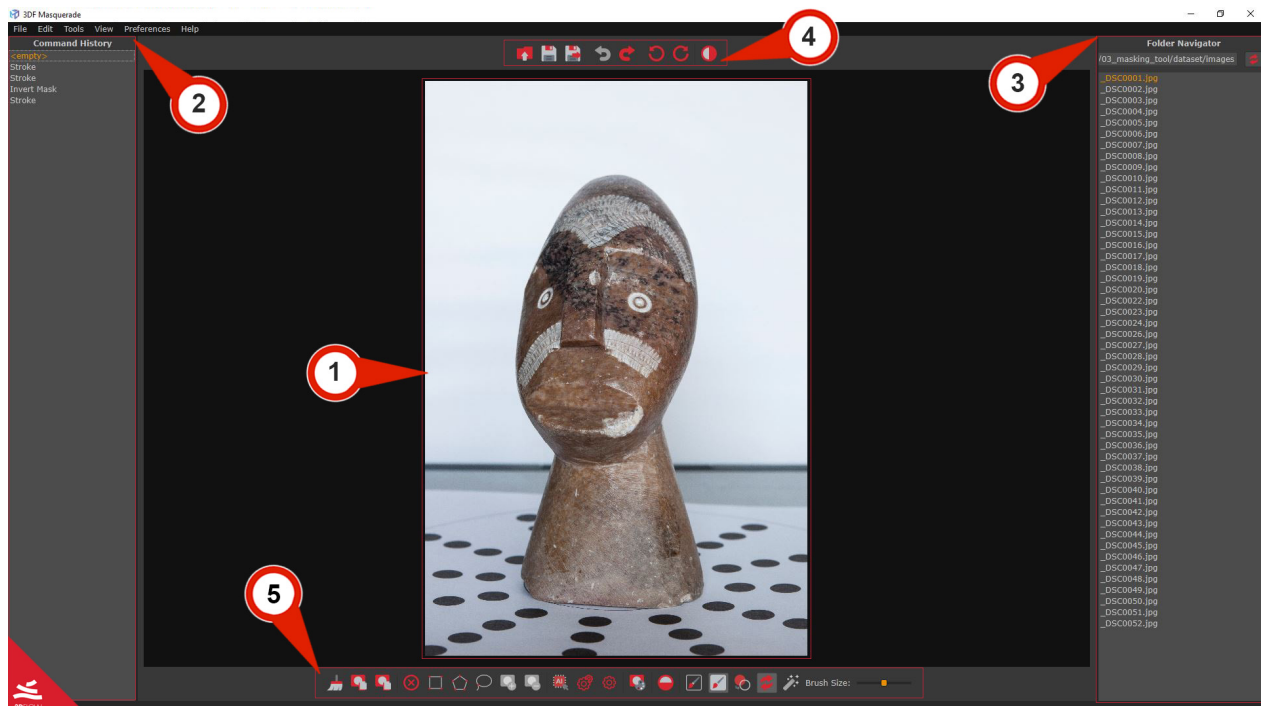 3DF Masquerade
File Edit Tools View Preferences Help
Command History
<empty>
Stroke
Stroke
Invert Mask
Stroke
2
4
3
Folder Navigator
/03_masking_tool/dataset/images
_DSC0001.jpg
_DSC0002.jpg
_DSC0003.jpg
_DSC0004.jpg
_DSC0005.jpg
_DSC0006.jpg
_DSC0007.jpg
_DSC0008.jpg
_DSC0009.jpg
_DSC0010.jpg
_DSC0011.jpg
_DSC0012.jpg
_DSC0013.jpg
_DSC0014.jpg
_DSC0015.jpg
_DSC0016.jpg
_DSC0017.jpg
_DSC0018.jpg
_DSC0019.jpg
_DSC0020.jpg
_DSC0022.jpg
_DSC0023.jpg
_DSC0024.jpg
_DSC0026.jpg
_DSC0027.jpg
_DSC0028.jpg
_DSC0029.jpg
_DSC0030.jpg
_DSC0031.jpg
_DSC0032.jpg
_DSC0033.jpg
_DSC0034.jpg
_DSC0035.jpg
_DSC0036.jpg
_DSC0037.jpg
_DSC0038.jpg
_DSC0039.jpg
_DSC0040.jpg
_DSC0041.jpg
_DSC0042.jpg
_DSC0043.jpg
_DSC0044.jpg
_DSC0045.jpg
_DSC0046.jpg
_DSC0047.jpg
_DSC0048.jpg
_DSC0049.jpg
_DSC0050.jpg
_DSC0051.jpg
_DSC0052.jpg
1
5
AI
Brush Size: